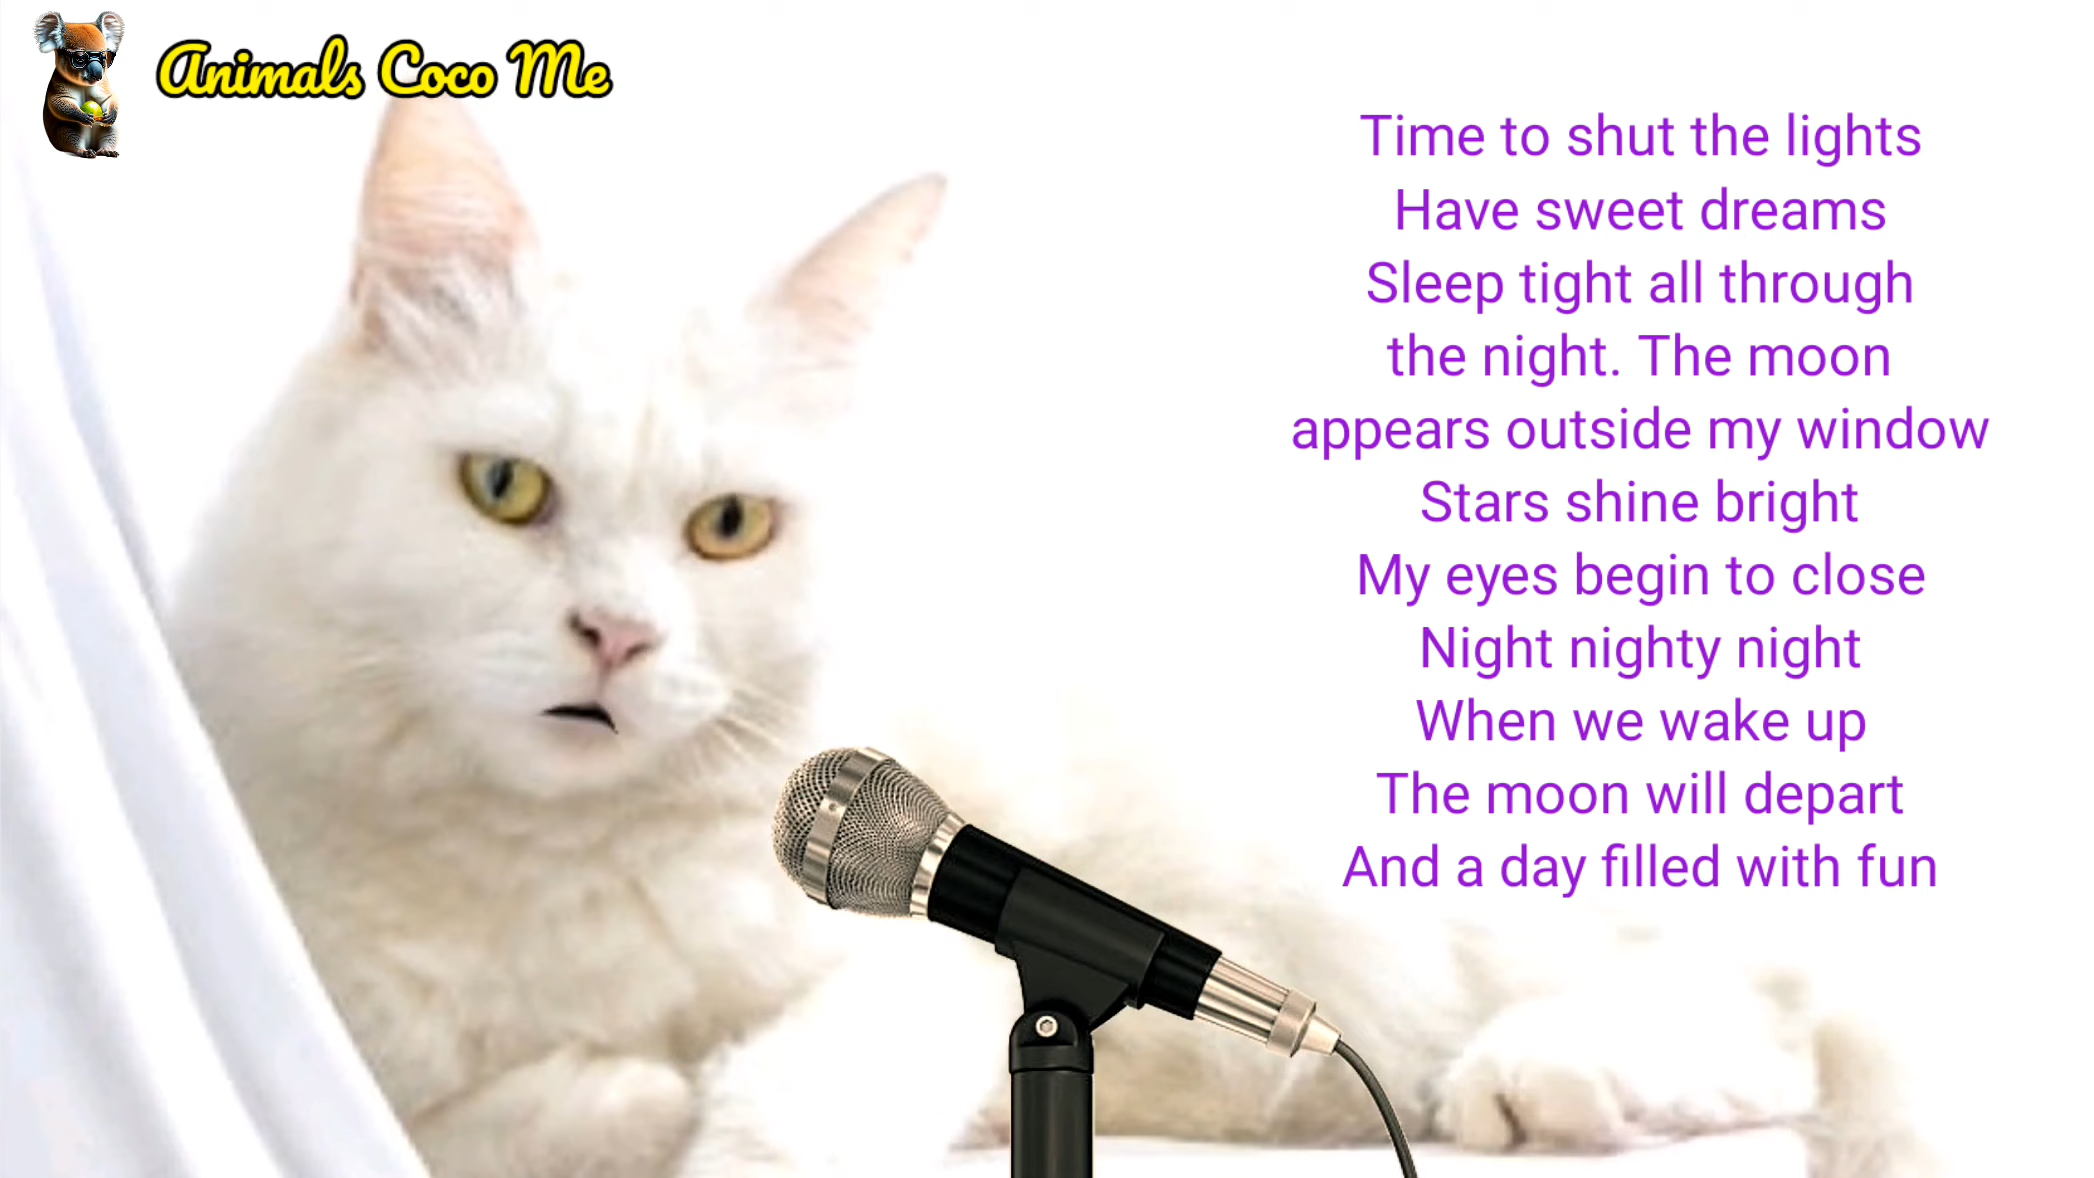 Animals Coco Me
Time to shut the lights
Have sweet dreams
Sleep tight all through
the night. The moon
appears outside my window
Stars shine bright
My eyes begin to close
Night nighty night
When we wake up
The moon will depart
And a day filled with fun